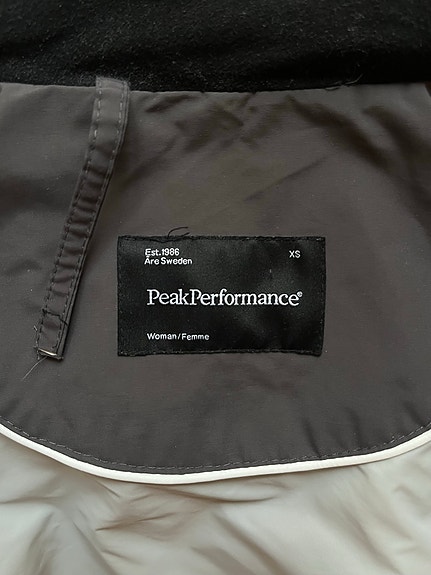 Est.1986
XS
Åre Sweden
PeakPerformance®
Woman/Femme